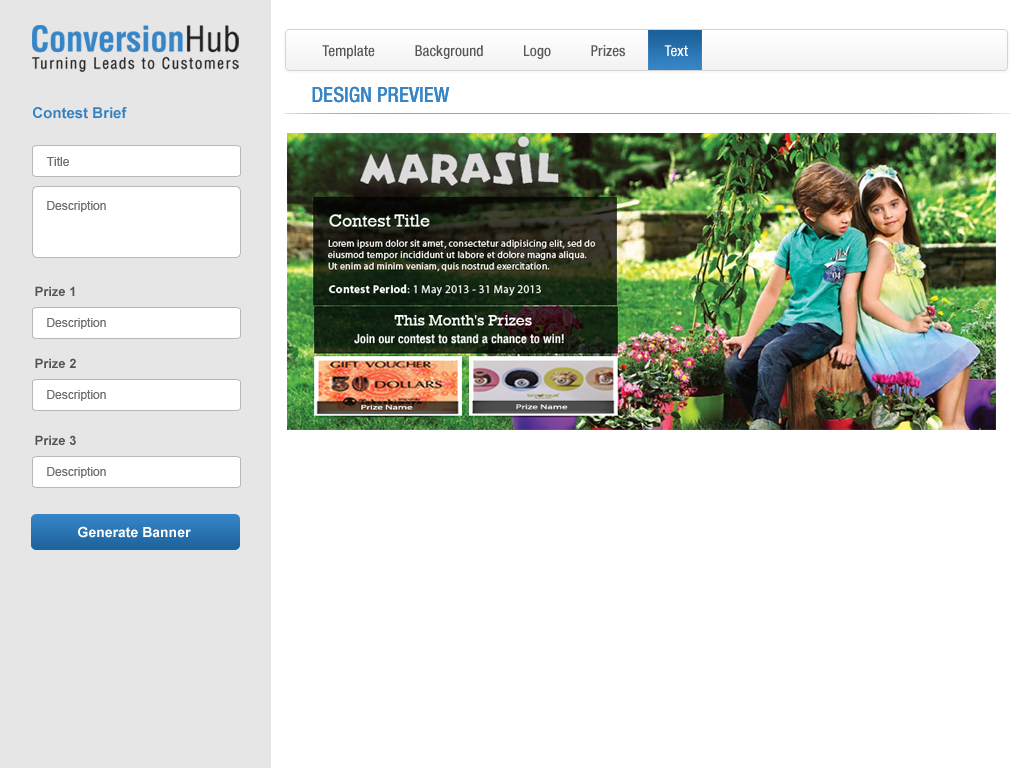 ConversionHub
Turning Leads to Customers
Contest Brief
Title
Description
Prize 1
Description
Prize 2
Description
Prize 3
Description
Generate Banner
Template
Background
Logo
Prizes
Text
DESIGN PREVIEW
MARASiL
Contest Title
Lorem ipsum dolor sit amet, consectetur adipisicing elit, sed do
eiusmod tempor incididunt ut labore et dolore magna aliqua.
Ut enim ad minim veniam, quis nostrud exercitation.
Contest Period: 1 May 2013 - 31 May 2013
This Month's Prizes
Join our contest to stand a chance to win!
GIFT VOUCHER
50 DOLLARS
Prize Name
Prize Name
04